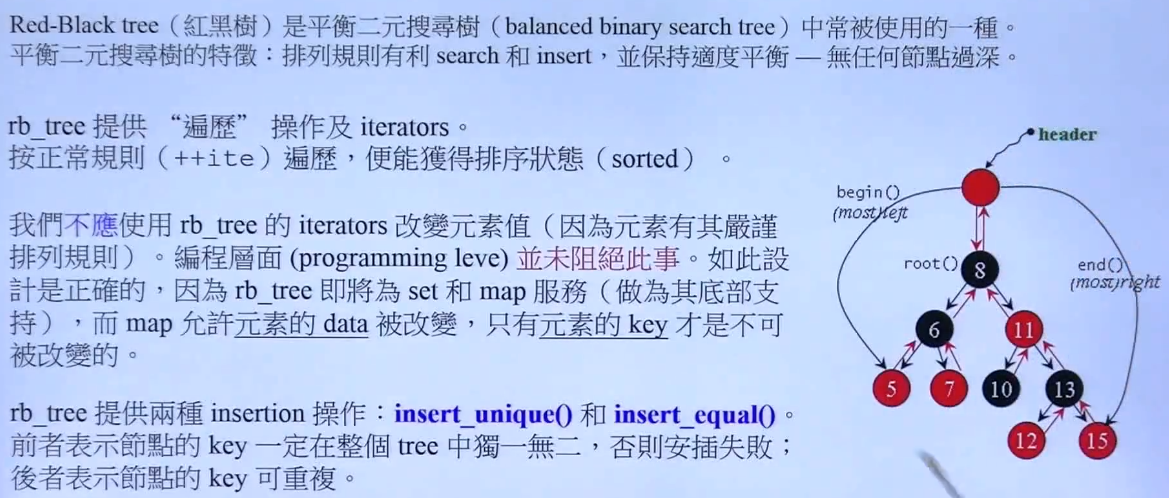 Red-Black tree（紅黑樹）是平衡二元搜尋樹（balanced binary search tree）中常被使用的一種。
平衡二元搜尋樹的特徵：排列規則有利 search 和 insert，並保持適度平衡 — 無任何節點過深。
rb_tree 提供 “遍歷” 操作及 iterators。
按正常規則（++ite）遍歷，便能獲得排序狀態（sorted）。
我們不應使用 rb_tree 的 iterators 改變元素值（因為元素有其嚴謹
排列規則）。編程層面 (programming leve) 並未阻絕此事。如此設
計是正確的，因為 rb_tree 即將為 set 和 map 服務（做為其底部支
持），而 map 允許元素的 data 被改變，只有元素的 key 才是不可
被改變的。
rb_tree 提供兩種 insertion 操作：insert_unique() 和 insert_equal()。
前者表示節點的 key 一定在整個 tree 中獨一無二，否則安插失敗；
後者表示節點的 key 可重複。
header
begin()
(most)left
root()
end()
(most)right
8
6
11
5
7
10
13
12
15